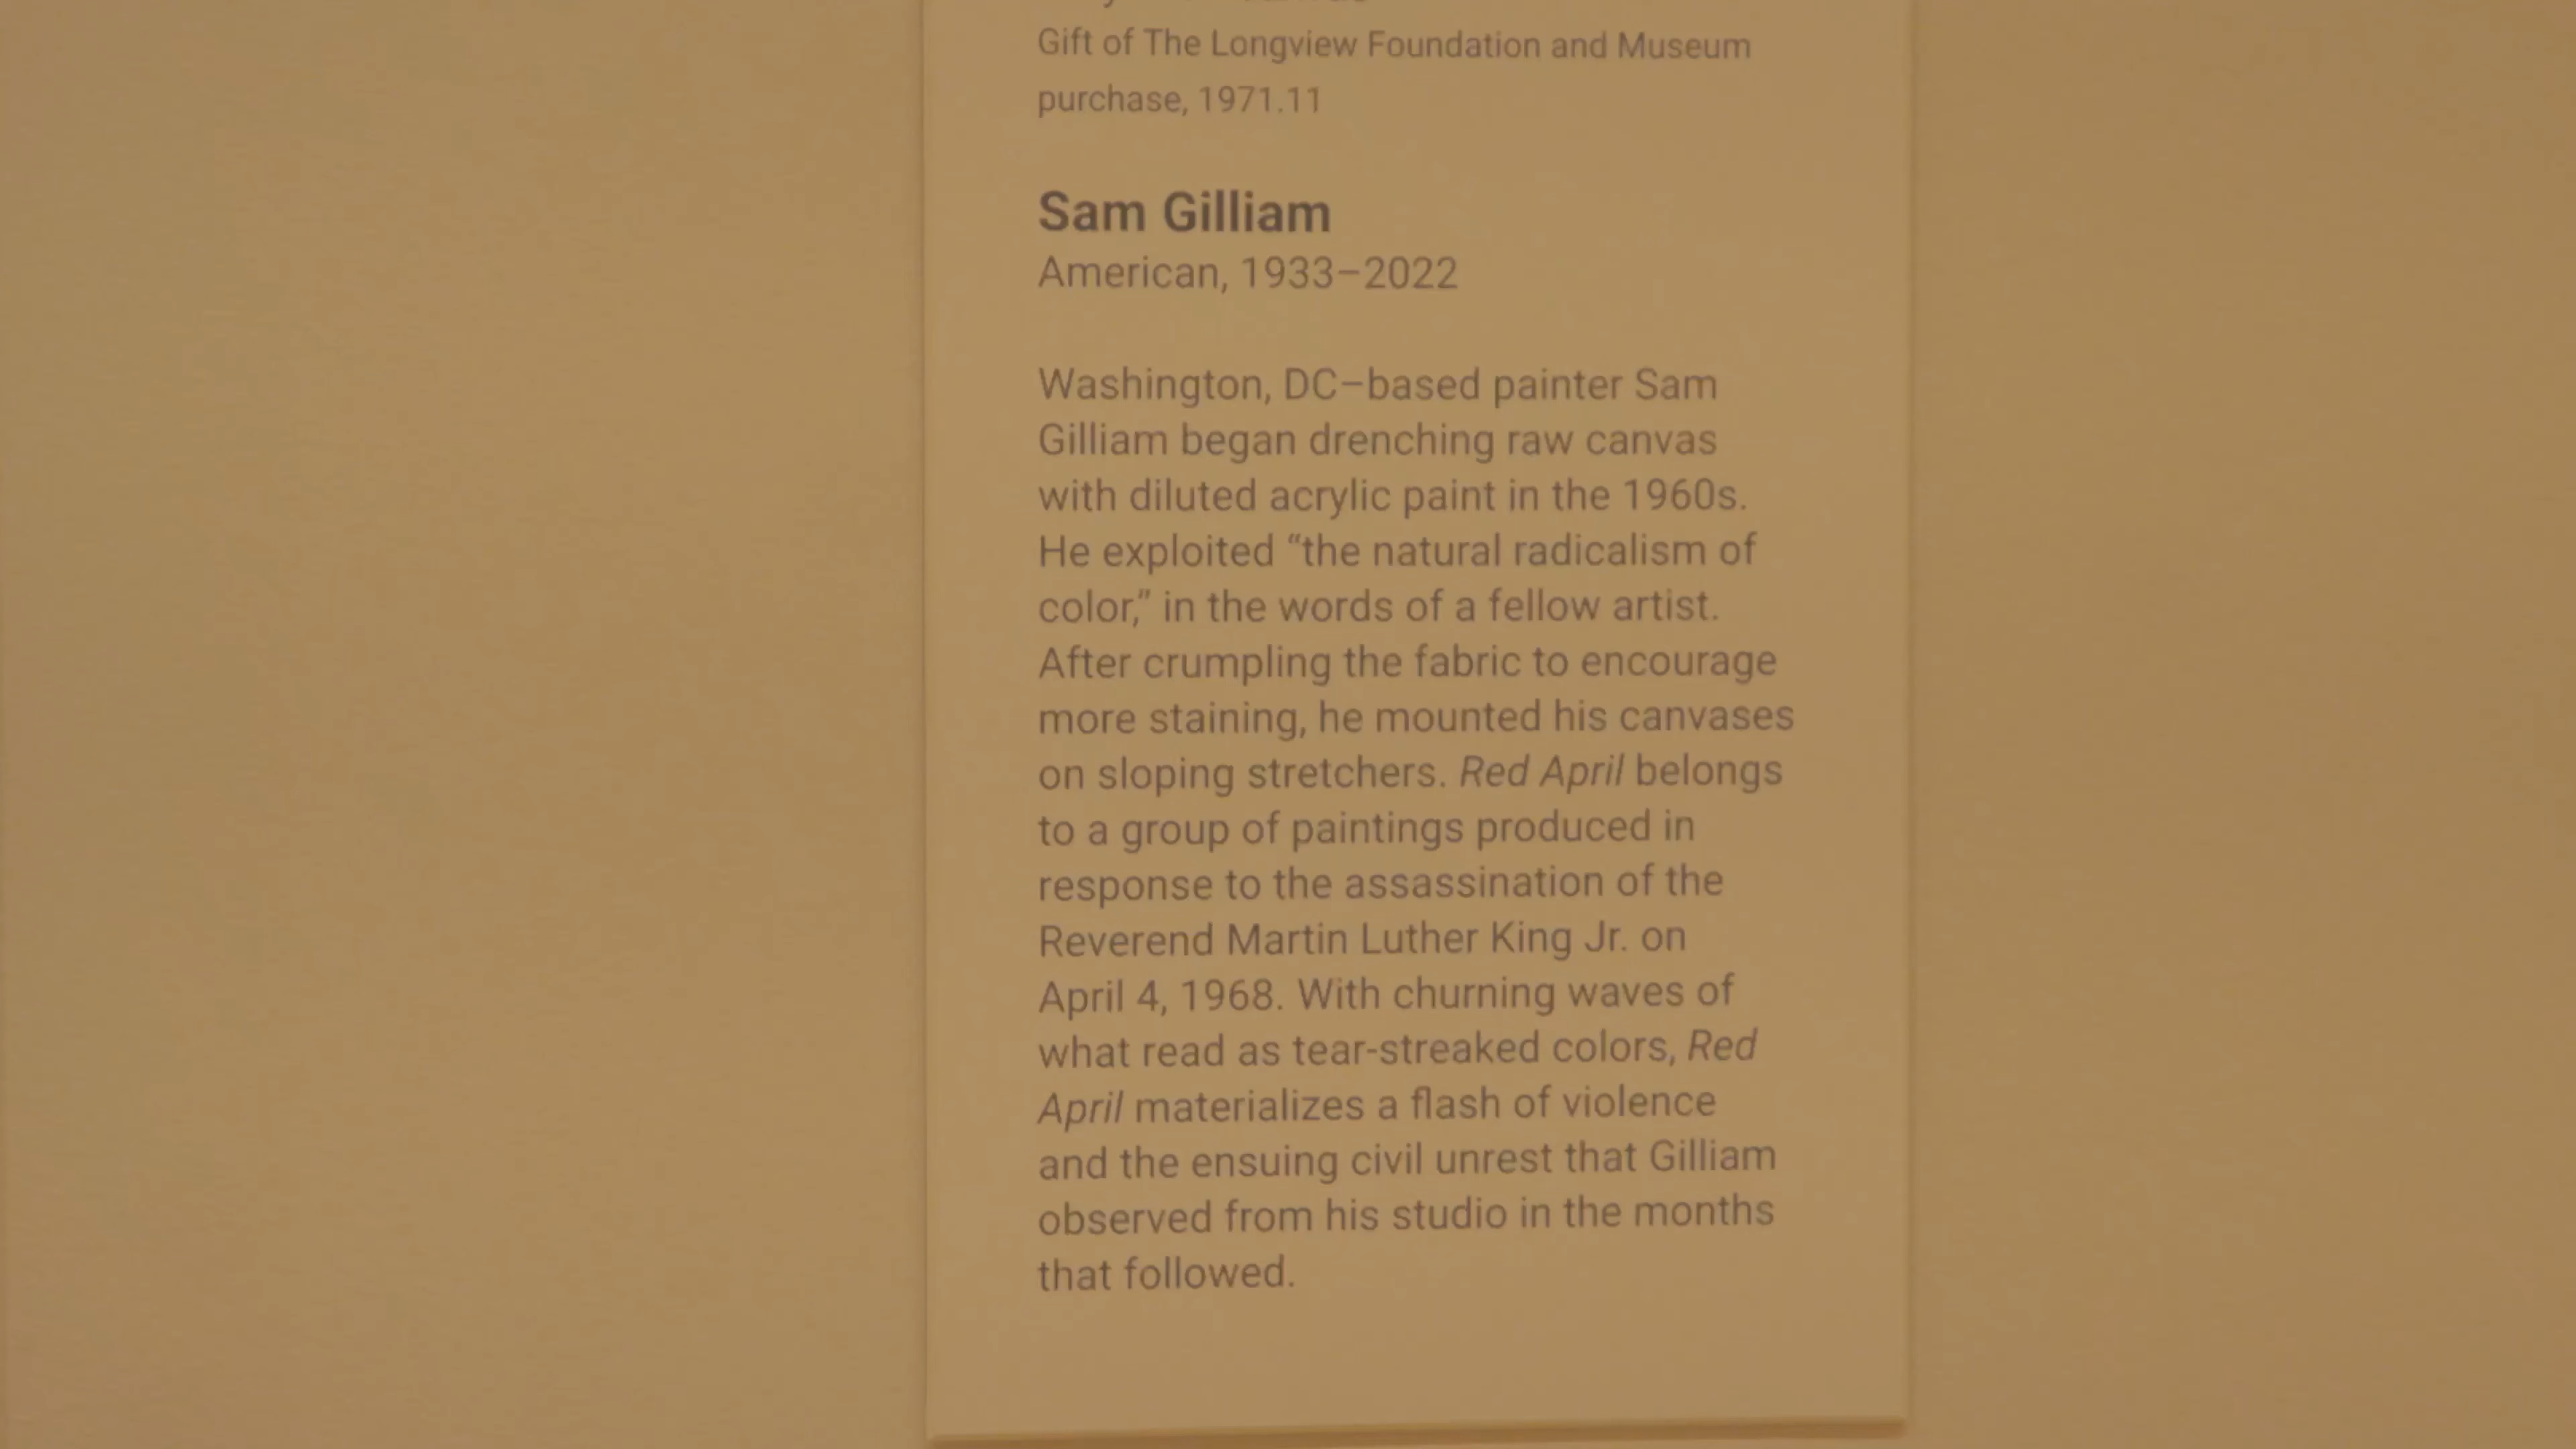 Gift of The Longview Foundation and Museum
purchase, 1971.11
Sam Gilliam
American, 1933–2022
Washington, DC–based painter Sam
Gilliam began drenching raw canvas
with diluted acrylic paint in the 1960s.
He exploited “the natural radicalism of
color,” in the words of a fellow artist.
After crumpling the fabric to encourage
more staining, he mounted his canvases
on sloping stretchers. Red April belongs
to a group of paintings produced in
response to the assassination of the
Reverend Martin Luther King Jr. on
April 4, 1968. With churning waves of
what read as tear-streaked colors, Red
April materializes a flash of violence
and the ensuing civil unrest that Gilliam
observed from his studio in the months
that followed.